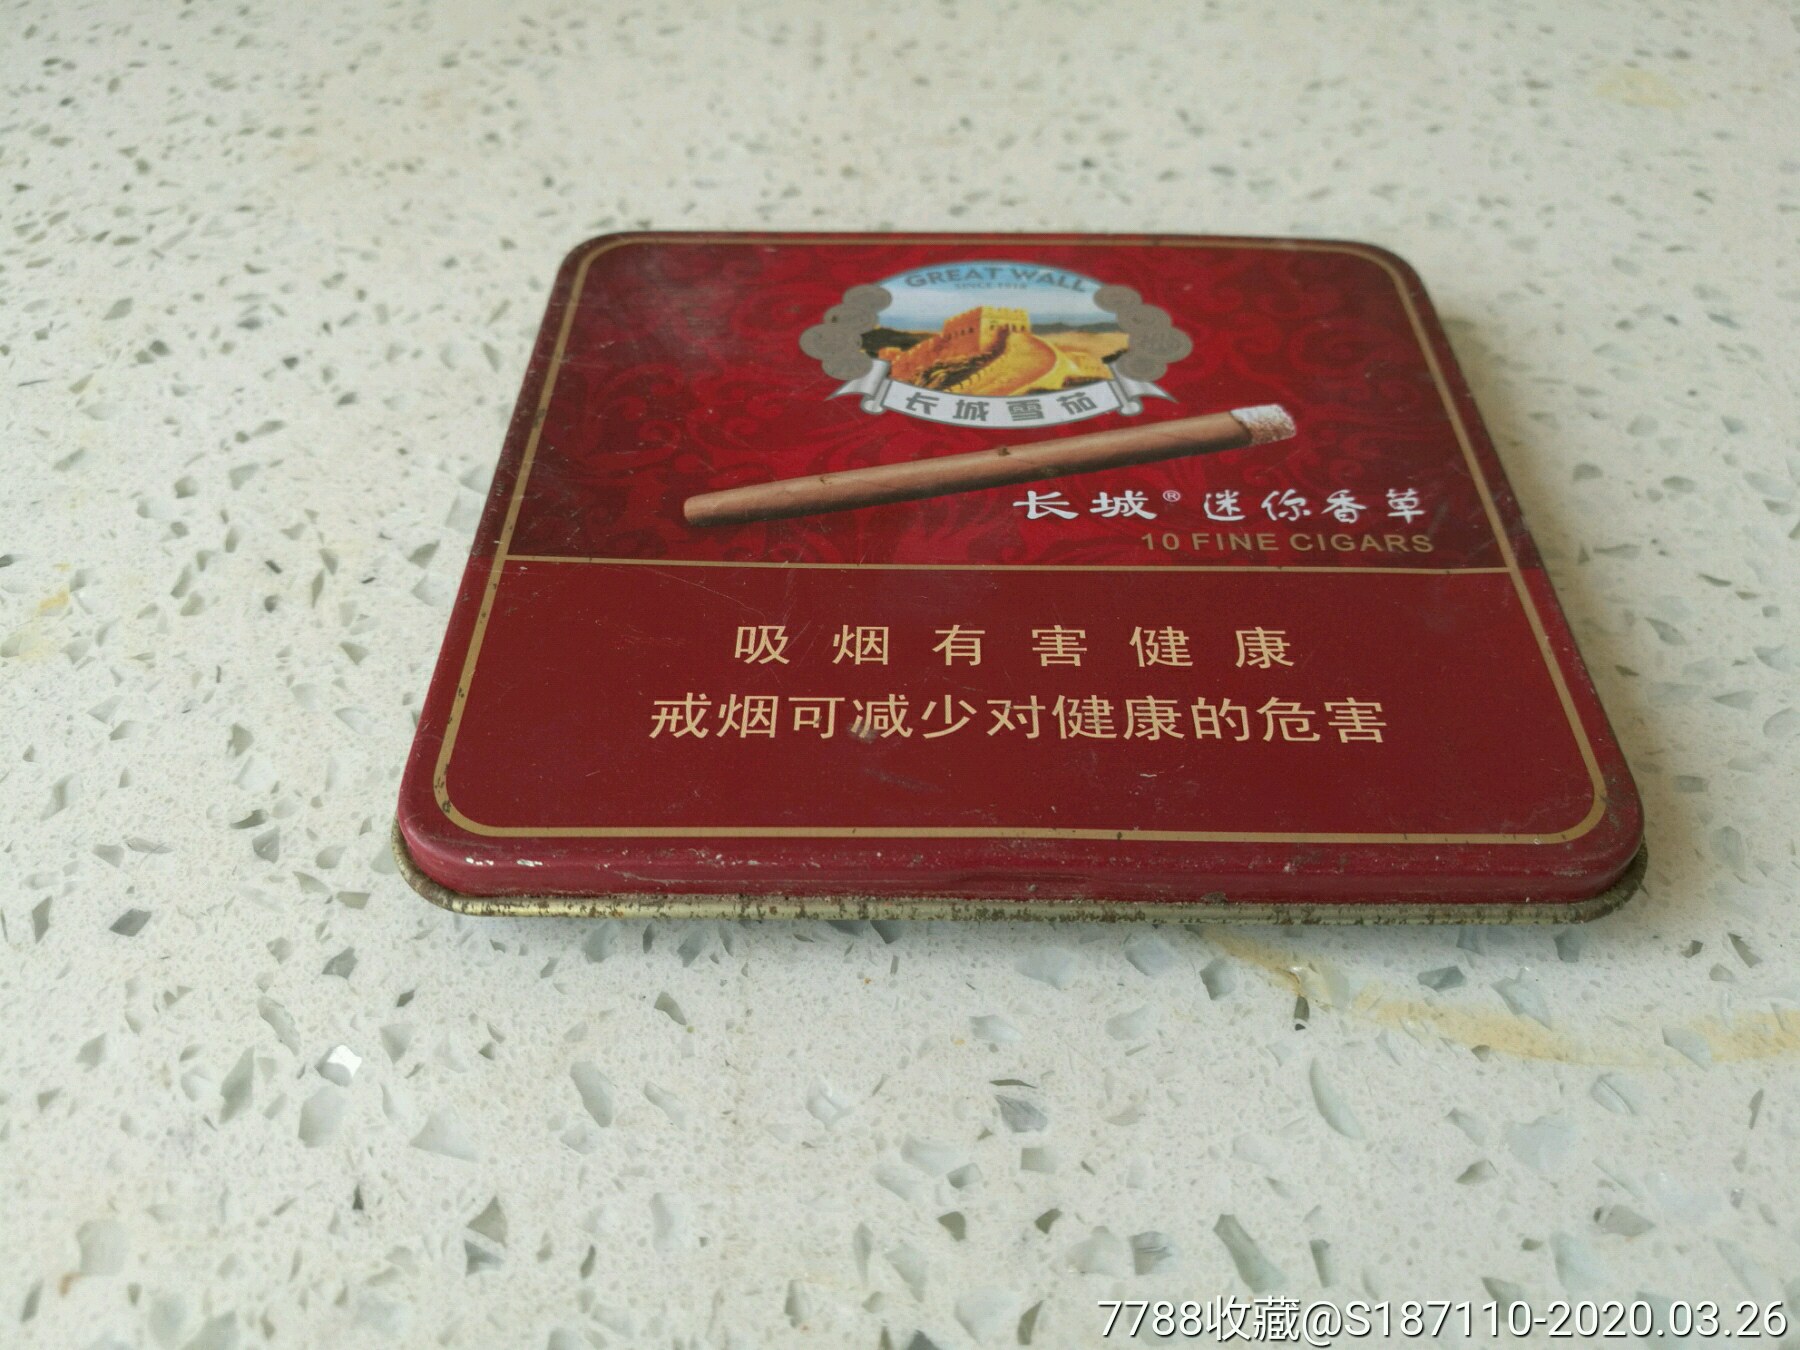 GREAT WALL
SINCE 1918
长城雪茄
长城® 迷你香草
10 FINE CIGARS
吸烟有害健康
戒烟可减少对健康的危害
7788收藏@S187110-2020.03.26